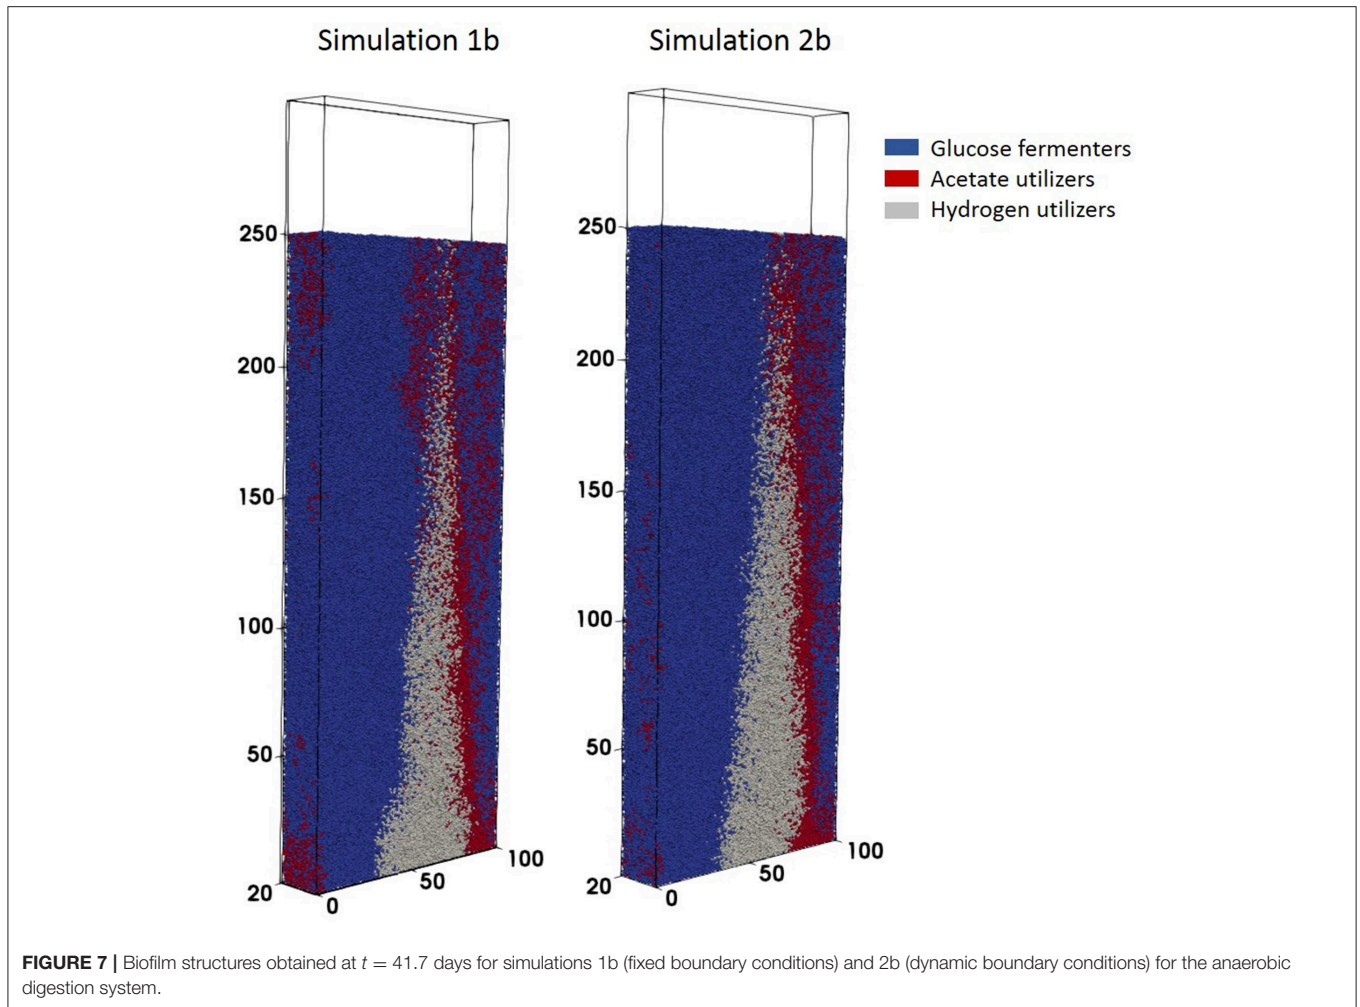 Simulation 1b
Simulation 2b
Glucose fermenters
Acetate utilizers
Hydrogen utilizers
250
200
150
100
50
20
0
50
100
250
200
150
100
50
20
0
50
100
FIGURE 7 | Biofilm structures obtained at t = 41.7 days for simulations 1b (fixed boundary conditions) and 2b (dynamic boundary conditions) for the anaerobic
digestion system.